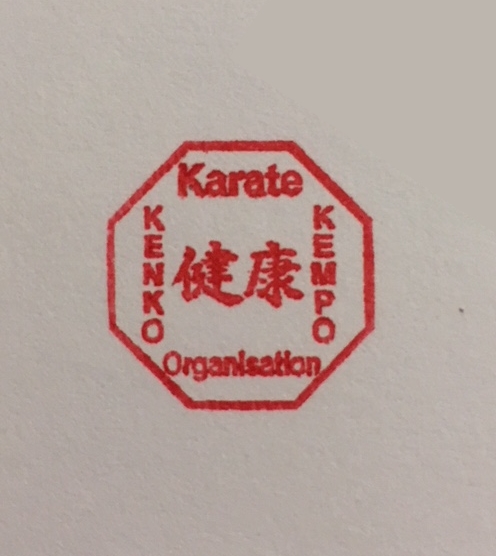 Karate
KENKO
健康
KEMPO
Organisation